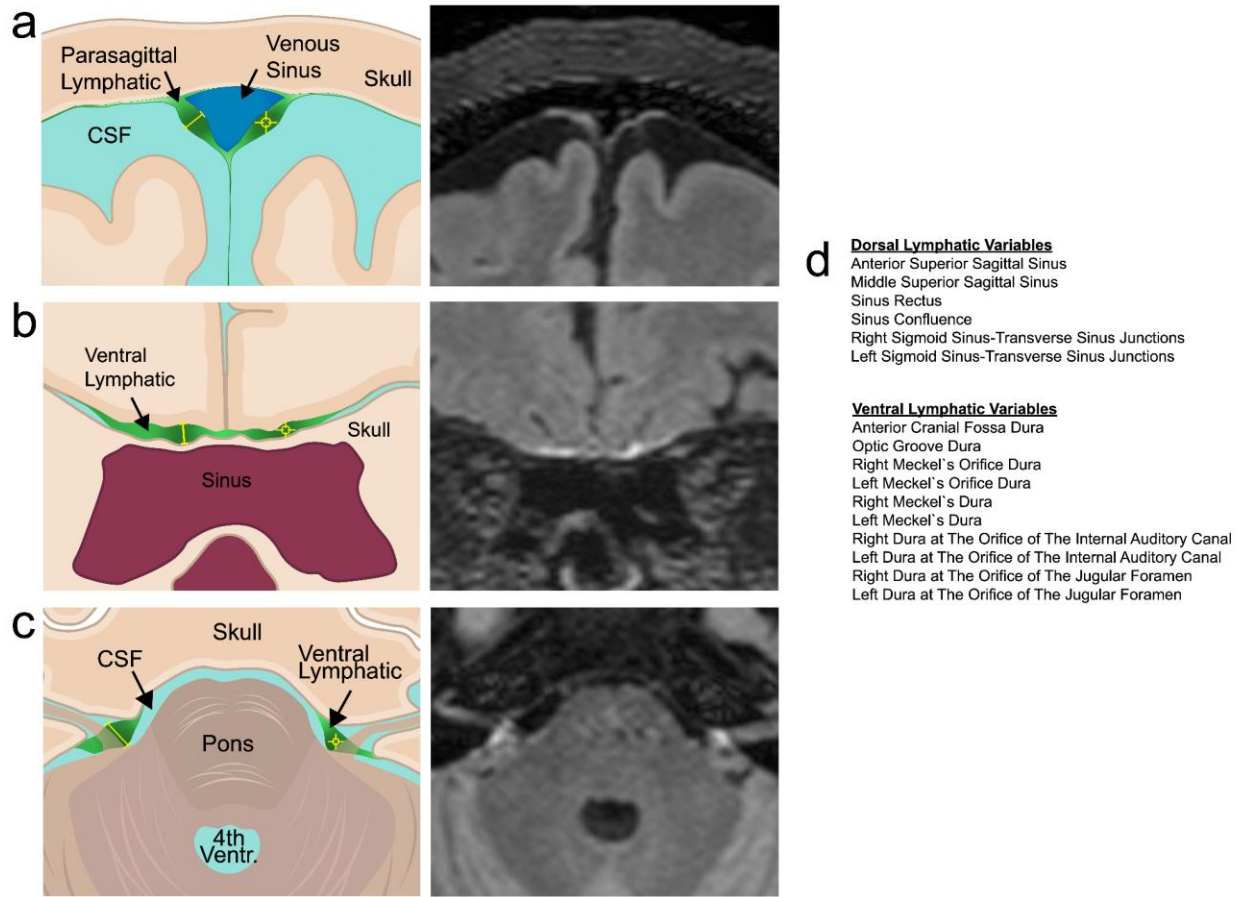 a
Parasagittal
Lymphatic
Venous
Sinus
Skull
CSF
b
Ventral
Lymphatic
Skull
Sinus
c
Skull
CSF
Ventral
Lymphatic
Pons
4th
Ventr.
d
Dorsal Lymphatic Variables
Anterior Superior Sagittal Sinus
Middle Superior Sagittal Sinus
Sinus Rectus
Sinus Confluence
Right Sigmoid Sinus-Transverse Sinus Junctions
Left Sigmoid Sinus-Transverse Sinus Junctions
Ventral Lymphatic Variables
Anterior Cranial Fossa Dura
Optic Groove Dura
Right Meckel`s Orifice Dura
Left Meckel`s Orifice Dura
Right Meckel`s Dura
Left Meckel`s Dura
Right Dura at The Orifice of The Internal Auditory Canal
Left Dura at The Orifice of The Internal Auditory Canal
Right Dura at The Orifice of The Jugular Foramen
Left Dura at The Orifice of The Jugular Foramen